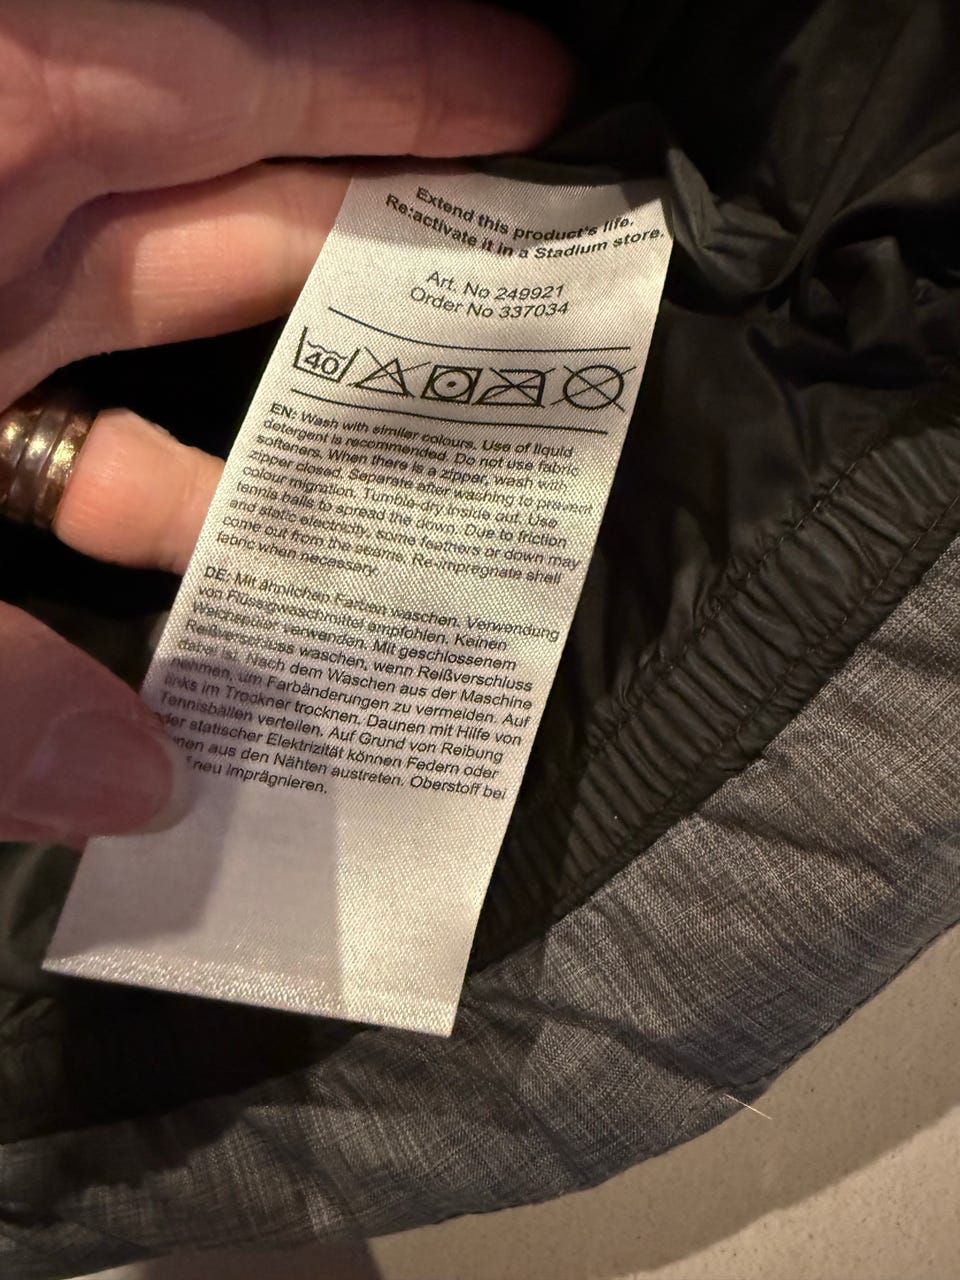 Extend this product's life.
Re:activate it in a Stadium store.
Art. No 249921
Order No 337034
40
EN: Wash with similar colours. Use of liquid
detergent is recommended. Do not use fabric
softeners. When there is a zipper, wash with
zipper closed. Separate after washing to prevent
colour migration. Tumble-dry inside out. Use
tennis balls to spread the down. Due to friction
and static electricity, some feathers or down may
come out from the seams. Re-impregnate shell
fabric when necessary.
DE: Mit ähnlichen Farben waschen. Verwendung
von Flüssigwaschmittel empfohlen. Keinen
Weichspüler verwenden. Mit geschlossenem
Reißverschluss waschen, wenn Reißverschluss
dabei ist. Nach dem Waschen aus der Maschine
nehmen, um Farbänderungen zu vermeiden. Auf
links im Trockner trocknen. Daunen mit Hilfe von
Tennisbällen verteilen. Auf Grund von Reibung
der statischer Elektrizität können Federn oder
nen aus den Nähten austreten. Oberstoff bei
neu imprägnieren.